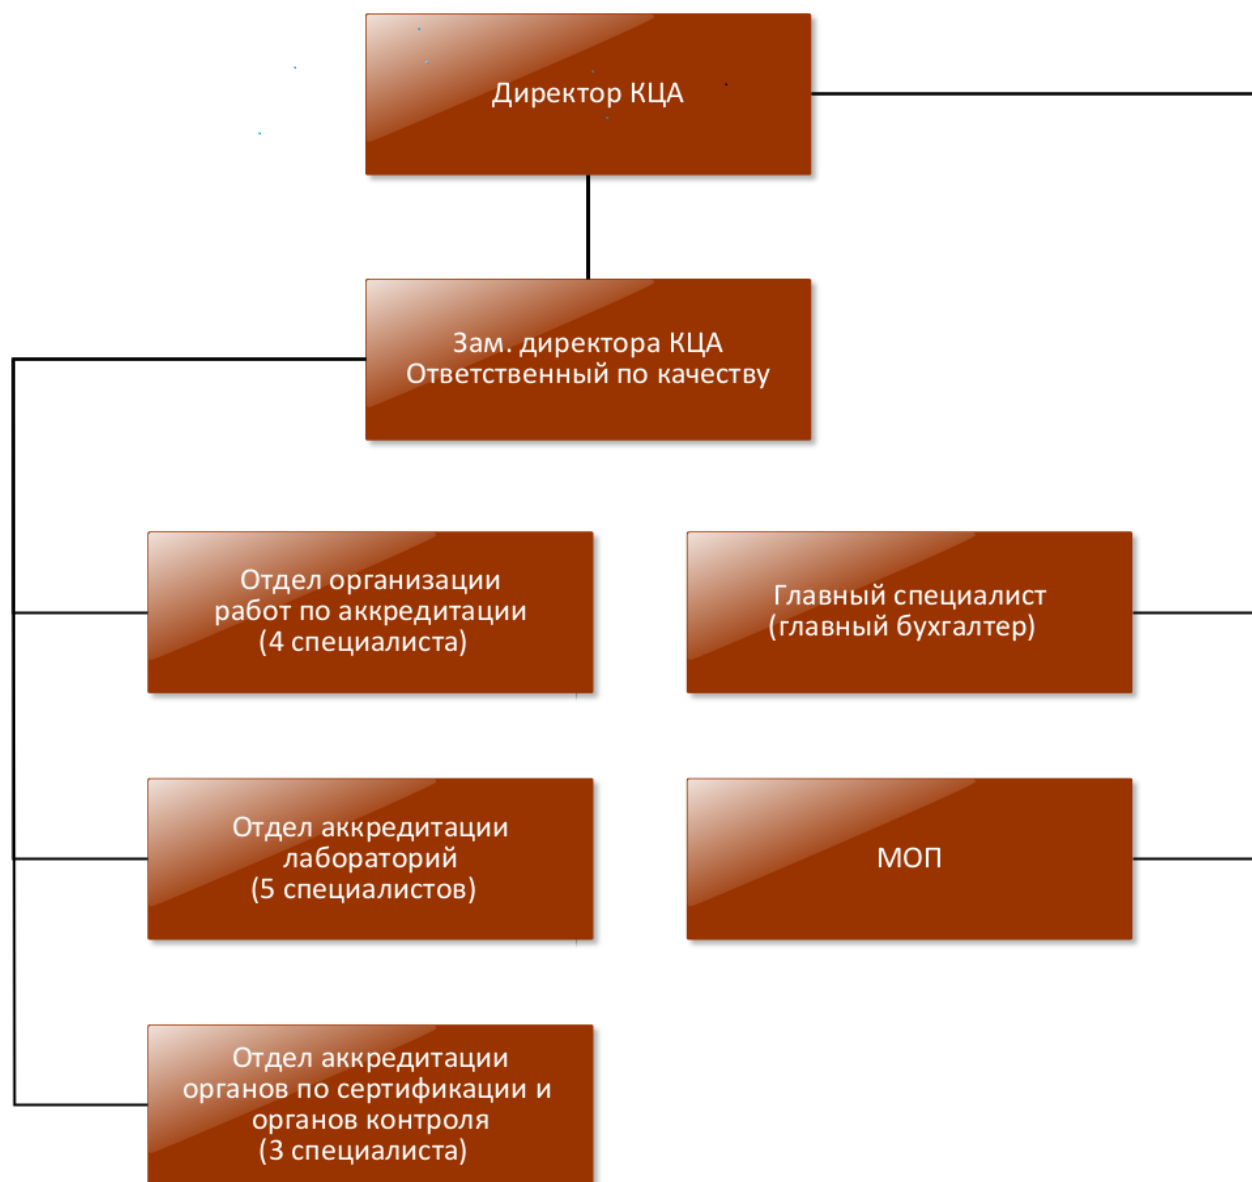 Директор КЦА
Зам. директора КЦА
Ответственный по качеству
Отдел организации
работ по аккредитации
(4 специалиста)
Главный специалист
(главный бухгалтер)
Отдел аккредитации
лабораторий
(5 специалистов)
МОП
Отдел аккредитации
органов по сертификации и
органов контроля
(3 специалиста)